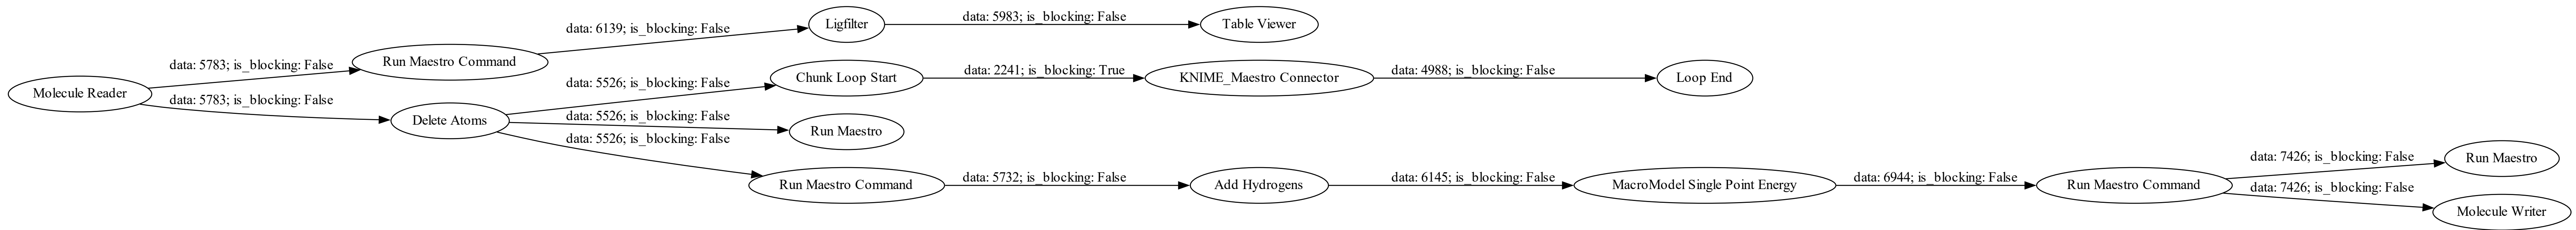 Molecule Reader
data: 5783; is_blocking: False
data: 5783; is_blocking: False
Run Maestro Command
data: 6139; is_blocking: False
Ligfilter
data: 5983; is_blocking: False
Table Viewer
Delete Atoms
data: 5526; is_blocking: False
data: 5526; is_blocking: False
data: 5526; is_blocking: False
Chunk Loop Start
data: 2241; is_blocking: True
KNIME_Maestro Connector
data: 4988; is_blocking: False
Loop End
Run Maestro
Run Maestro Command
data: 5732; is_blocking: False
Add Hydrogens
data: 6145; is_blocking: False
MacroModel Single Point Energy
data: 6944; is_blocking: False
Run Maestro Command
data: 7426; is_blocking: False
data: 7426; is_blocking: False
Run Maestro
Molecule Writer